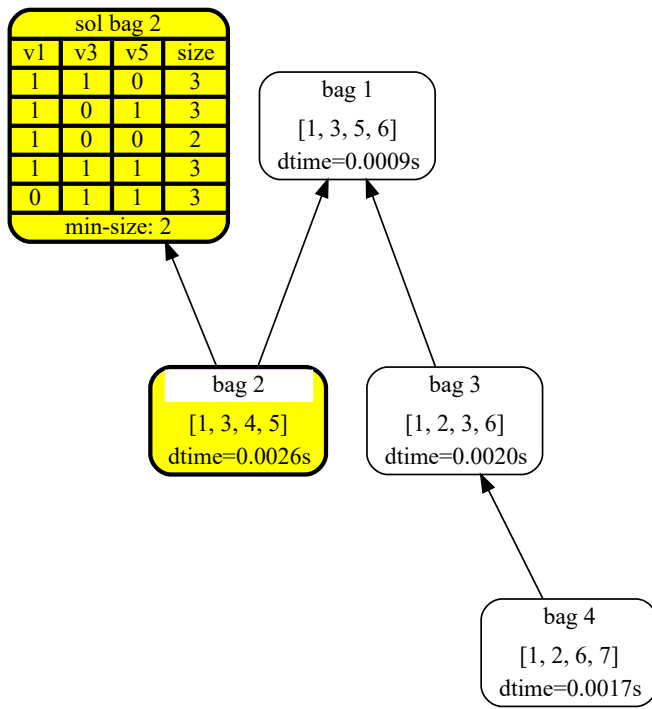 sol bag 2
v1 v3 v5 size
1 1 0 3
1 0 1 3
1 0 0 2
1 1 1 3
0 1 1 3
min-size: 2
bag 1
[1, 3, 5, 6]
dtime=0.0009s
bag 2
[1, 3, 4, 5]
dtime=0.0026s
bag 3
[1, 2, 3, 6]
dtime=0.0020s
bag 4
[1, 2, 6, 7]
dtime=0.0017s